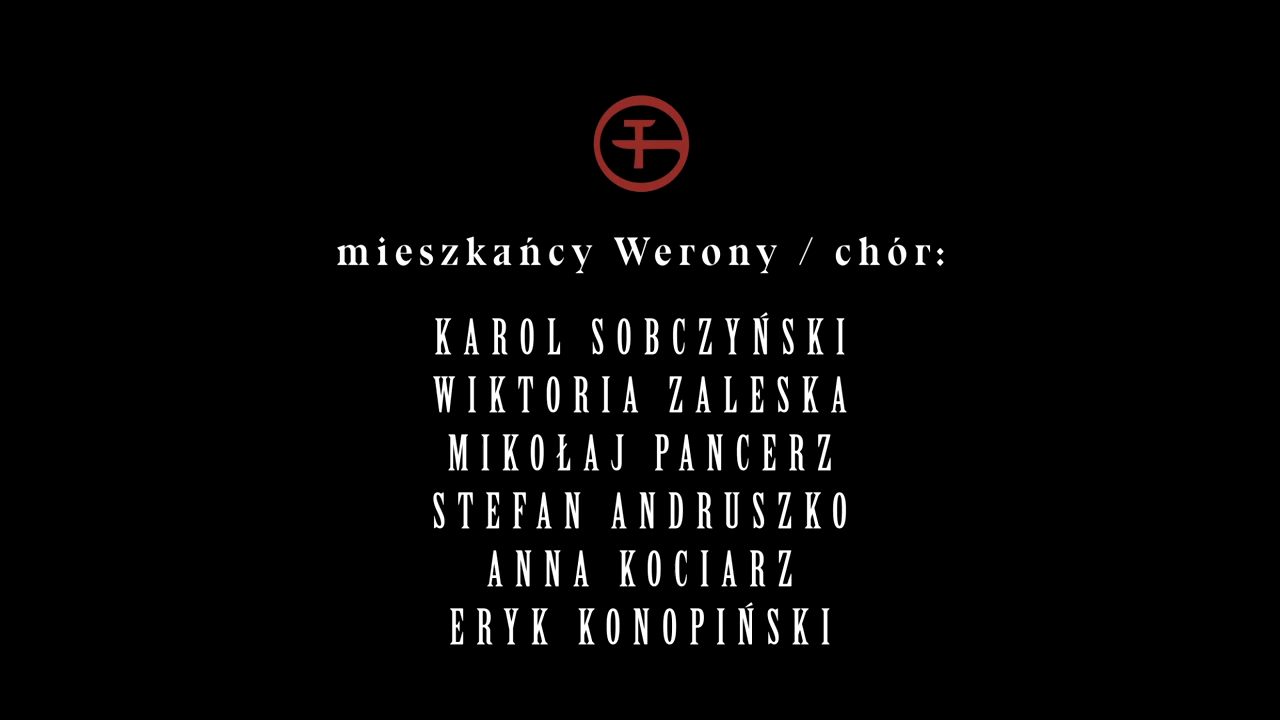 mieszkańcy Werony / chór:
KAROL SOBCZYŃSKI
WIKTORIA ZALESKA
MIKOŁAJ PANCERZ
STEFAN ANDRUSZKO
ANNA KOCIARZ
ERYK KONOPIŃSKI